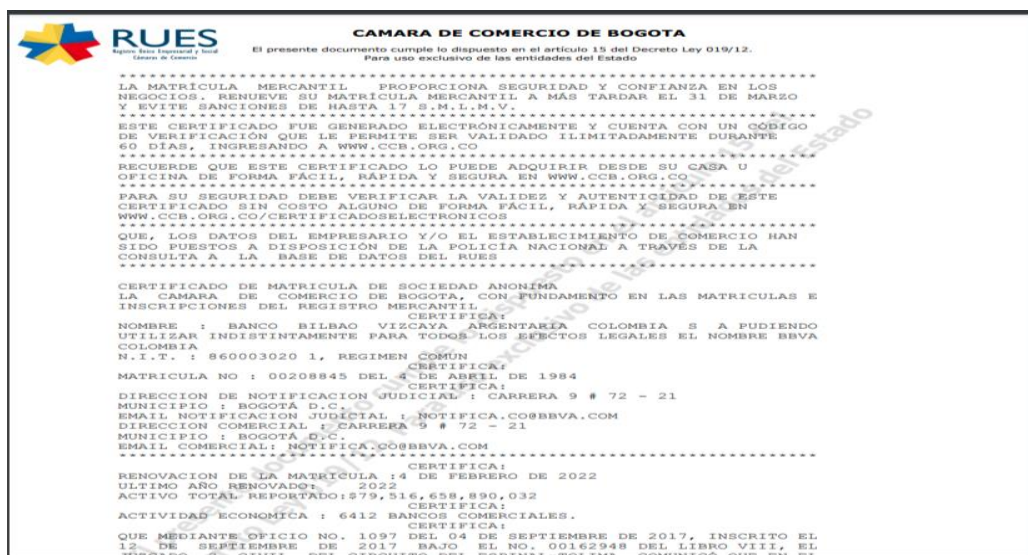 RUES
Registro Único Empresarial y Social
Cámaras de Comercio
CAMARA DE COMERCIO DE BOGOTA
El presente documento cumple lo dispuesto en el artículo 15 del Decreto Ley 019/12.
Para uso exclusivo de las entidades del Estado
LA MATRÍCULA MERCANTIL PROPORCIONA SEGURIDAD Y CONFIANZA EN LOS
NEGOCIOS. RENUEVE SU MATRÍCULA MERCANTIL A MÁS TARDAR EL 31 DE MARZO
Y EVITE SANCIONES DE HASTA 17 S.M.L.M.V.
ESTE CERTIFICADO FUE GENERADO ELECTRÓNICAMENTE Y CUENTA CON UN CÓDIGO
DE VERIFICACIÓN QUE LE PERMITE SER VALIDADO ILIMITADAMENTE DURANTE
60 DÍAS, INGRESANDO A WWW.CCB.ORG.CO
RECUERDE QUE ESTE CERTIFICADO LO PUEDE ADQUIRIR DESDE SU CASA U
OFICINA DE FORMA FÁCIL, RÁPIDA Y SEGURA EN WWW.CCB.ORG.CO
PARA SU SEGURIDAD DEBE VERIFICAR LA VALIDEZ Y AUTENTICIDAD DE ESTE
CERTIFICADO SIN COSTO ALGUNO DE FORMA FÁCIL, RÁPIDA Y SEGURA EN
WWW.CCB.ORG.CO/CERTIFICADOSELECTRONICOS
QUE, LOS DATOS DEL EMPRESARIO Y/O EL ESTABLECIMIENTO DE COMERCIO HAN
SIDO PUESTOS A DISPOSICIÓN DE LA POLICÍA NACIONAL A TRAVÉS DE LA
CONSULTA A LA BASE DE DATOS DEL RUES
CERTIFICADO DE MATRICULA DE SOCIEDAD ANONIMA
LA CAMARA DE COMERCIO DE BOGOTA, CON FUNDAMENTO EN LAS MATRICULAS E
INSCRIPCIONES DEL REGISTRO MERCANTIL
CERTIFICA:
NOMBRE : BANCO BILBAO VIZCAYA ARGENTARIA COLOMBIA S A PUDIENDO
UTILIZAR INDISTINTAMENTE PARA TODOS LOS EFECTOS LEGALES EL NOMBRE BBVA
COLOMBIA
N.I.T. : 860003020 1, REGIMEN COMUN
CERTIFICA:
MATRICULA NO : 00208845 DEL 4 DE ABRIL DE 1984
CERTIFICA:
DIRECCION DE NOTIFICACION JUDICIAL : CARRERA 9 # 72 - 21
MUNICIPIO : BOGOTÁ D.C.
EMAIL NOTIFICACION JUDICIAL : NOTIFICA.CO@BBVA.COM
DIRECCION COMERCIAL : CARRERA 9 # 72 - 21
MUNICIPIO : BOGOTÁ D.C.
EMAIL COMERCIAL: NOTIFICA.CO@BBVA.COM
CERTIFICA:
RENOVACION DE LA MATRICULA :4 DE FEBRERO DE 2022
ULTIMO AÑO RENOVADO: 2022
ACTIVO TOTAL REPORTADO:$79,516,658,890,032
CERTIFICA:
ACTIVIDAD ECONOMICA : 6412 BANCOS COMERCIALES.
CERTIFICA:
QUE MEDIANTE OFICIO NO. 1097 DEL 04 DE SEPTIEMBRE DE 2017, INSCRITO EL
12 DE SEPTIEMBRE DE 2017 BAJO EL NO. 00162948 DEL LIBRO VIII, EL